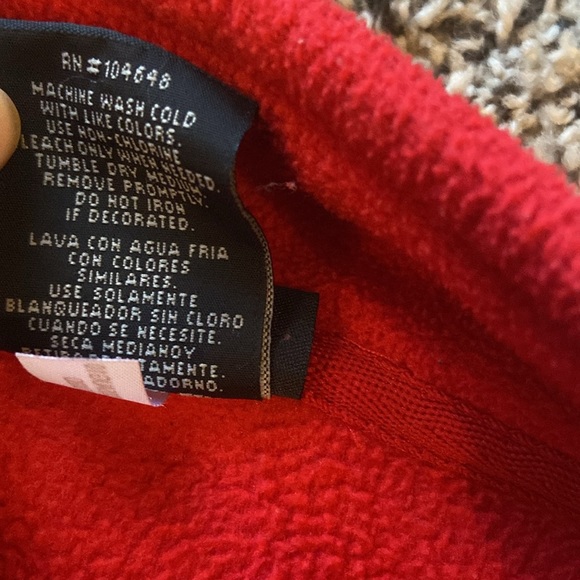 RN #104648
MACHINE WASH COLD
WITH LIKE COLORS.
USE NON-CHLORINE
LEACH ONLY WHEN NEEDED.
TUMBLE DRY MEDIUM.
REMOVE PROMPTLY.
DO NOT IRON
IF DECORATED.
LAVA CON AGUA FRIA
CON COLORES
SIMILARES.
USE SOLAMENTE
BLANQUEADOR SIN CLORO
CUANDO SE NECESITE.
SECA MEDIANOY
ADORNO.